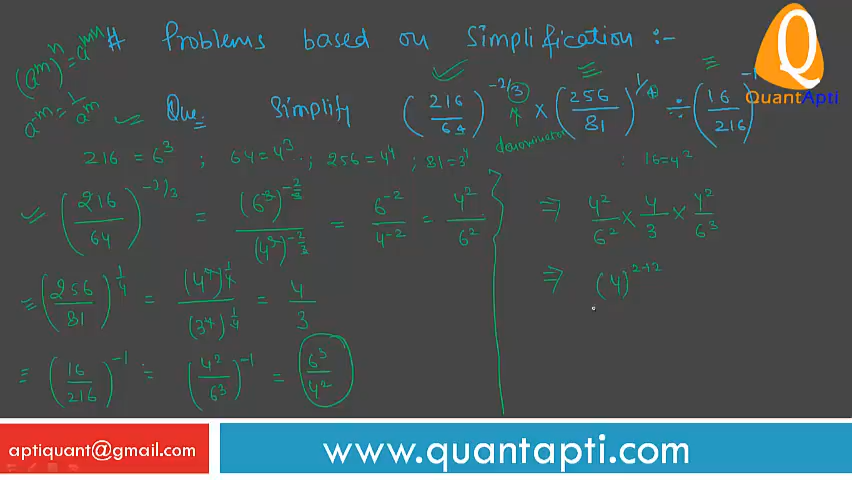 (a^m)^n = a^mn
# Problems based on Simplification :-
QuantApti
a^-m = 1/a^m
Que: Simplify (216/64)^-2/3 × (256/81)^1/4 ÷ (16/216)^-1
denominator
216 = 6^3 ; 64 = 4^3 ; 256 = 4^4 ; 81 = 3^4 : 16 = 4^2
(216/64)^-2/3 = (6^3)^-2/3 / (4^3)^-2/3 = 6^-2/4^-2 = 4^2/6^2
⇒ 4^2/6^2 × 4/3 × 4^2/6^3
= (256/81)^1/4 = (4^4)^1/4 / (3^4)^1/4 = 4/3
⇒ (4)^2+2
≡ (16/216)^-1 = (4^2/6^3)^-1 = 6^3/4^2
aptiquant@gmail.com
www.quantapti.com